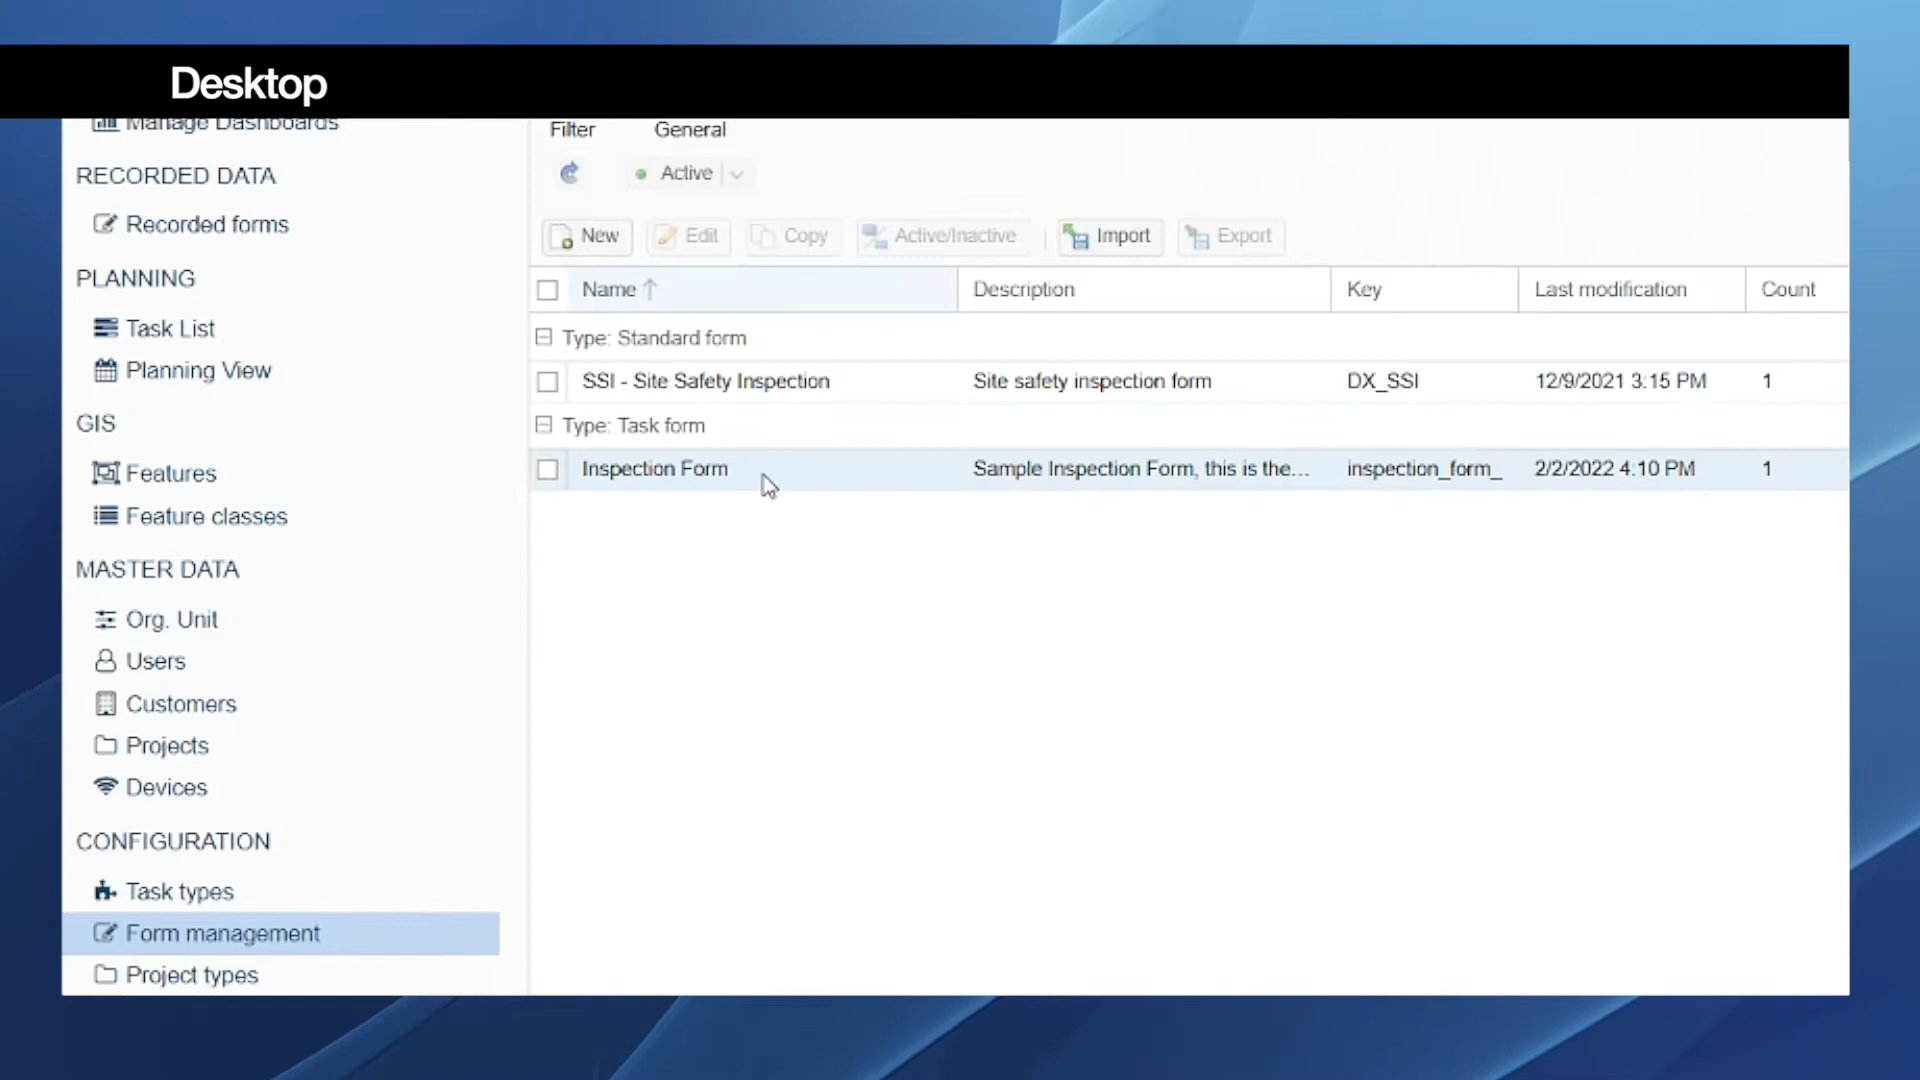 Desktop
Manage Dashboards
RECORDED DATA
Recorded forms
PLANNING
Task List
Planning View
GIS
Features
Feature classes
MASTER DATA
Org. Unit
Users
Customers
Projects
Devices
CONFIGURATION
Task types
Form management
Project types
Filter General
Active
New Edit Copy Active/Inactive Import Export
Name Description Key Last modification Count
Type: Standard form
SSI - Site Safety Inspection Site safety inspection form DX_SSI 12/9/2021 3:15 PM 1
Type: Task form
Inspection Form Sample Inspection Form, this is the... inspection_form_ 2/2/2022 4:10 PM 1